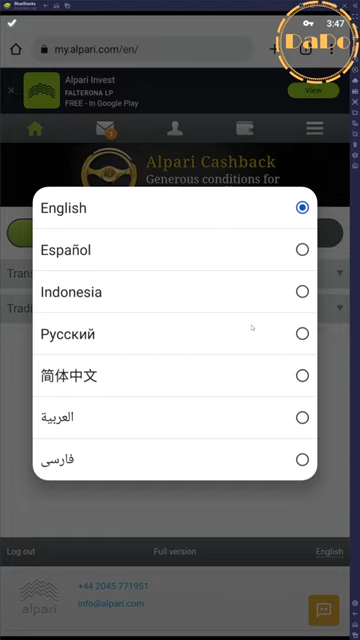 BlueStacks
3:47
DaDo
my.alpari.com/en/
Alpari Invest
FALTERONA LP
FREE - In Google Play
View
1
Alpari Cashback
Generous conditions for
English
Español
Indonesia
Русский
简体中文
العربية
فارسی
Tran
Tradi
Log out
Full version
English
+44 2045 771951
info@alpari.com
alpari